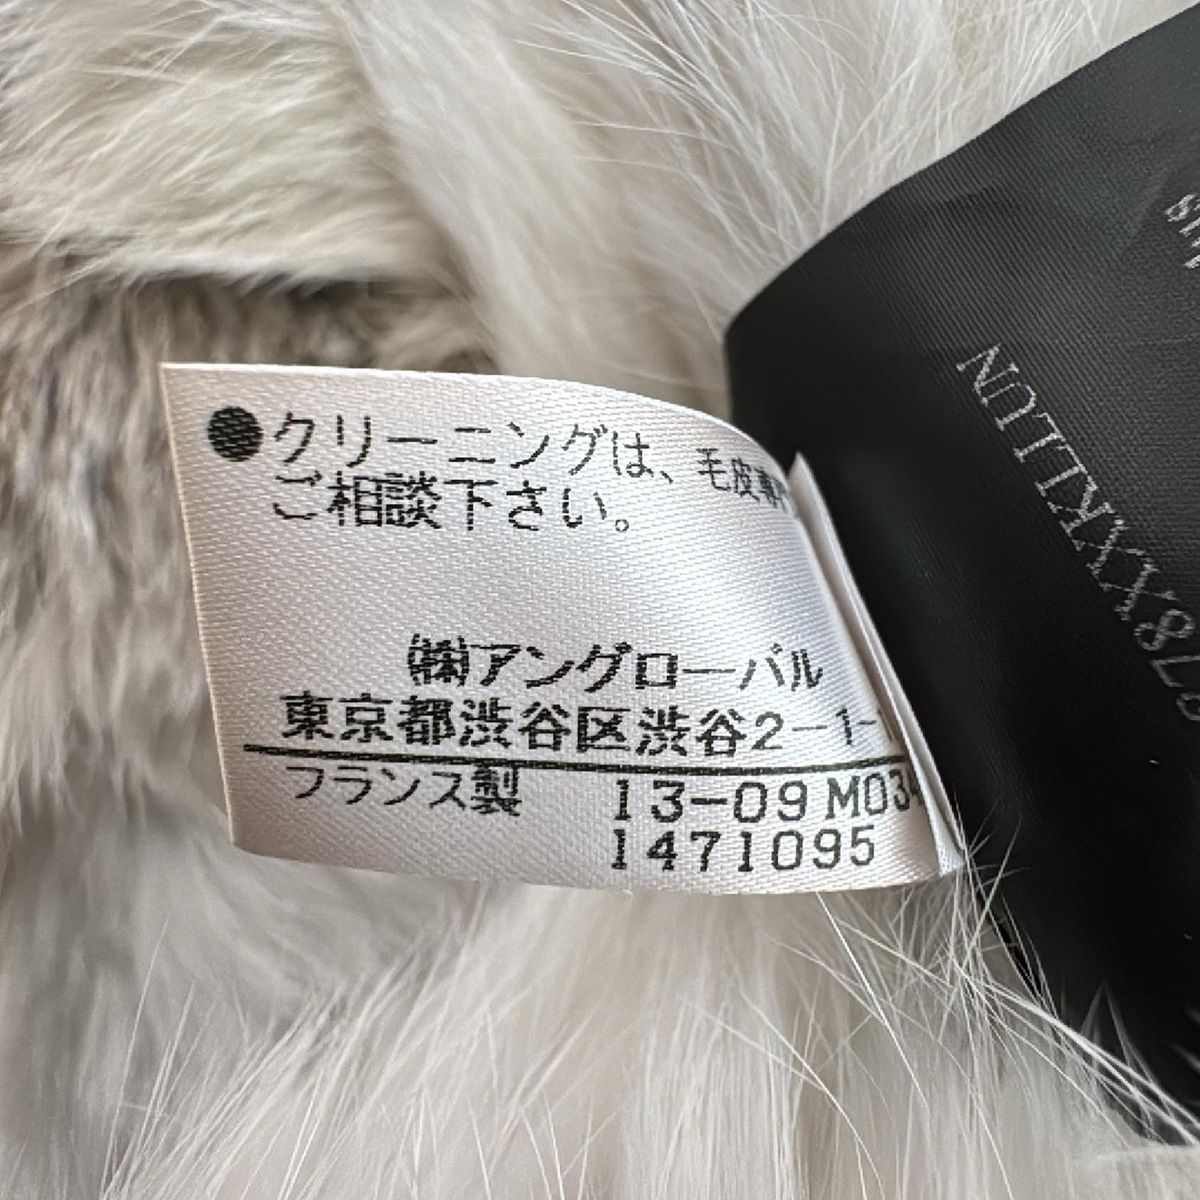 ●クリーニングは、毛皮専
ご相談下さい。
㈱アングローバル
東京都渋谷区渋谷2-1-1
フランス製 13-09 M034
1471095
78XXKLUN